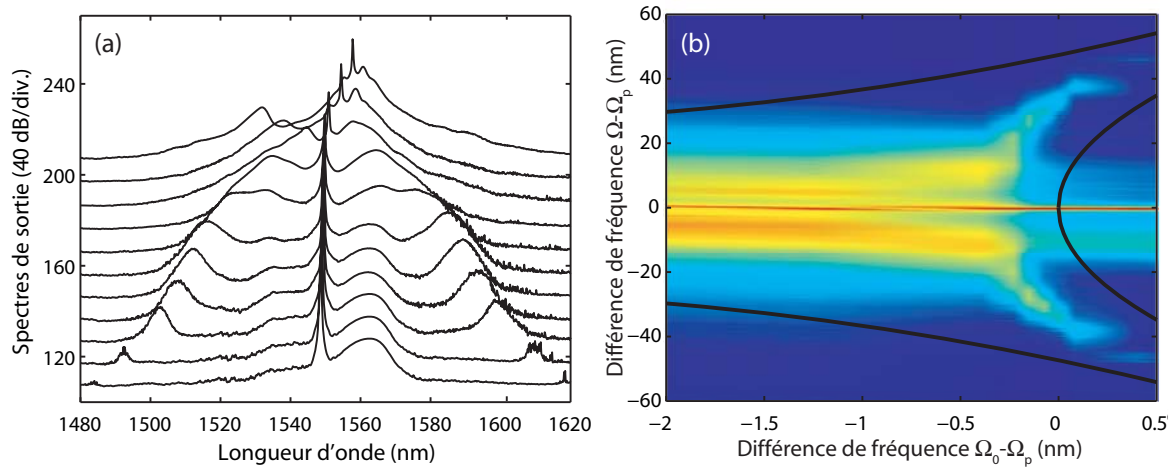 (a)
Spectres de sortie (40 dB/div.)
240
200
160
120
1480 1500 1520 1540 1560 1580 1600 1620
Longueur d'onde (nm)
(b)
Différence de fréquence Ω-Ωp (nm)
60
40
20
0
−20
−40
−60
−2 −1.5 −1 −0.5 0 0.5
Différence de fréquence Ω0-Ωp (nm)